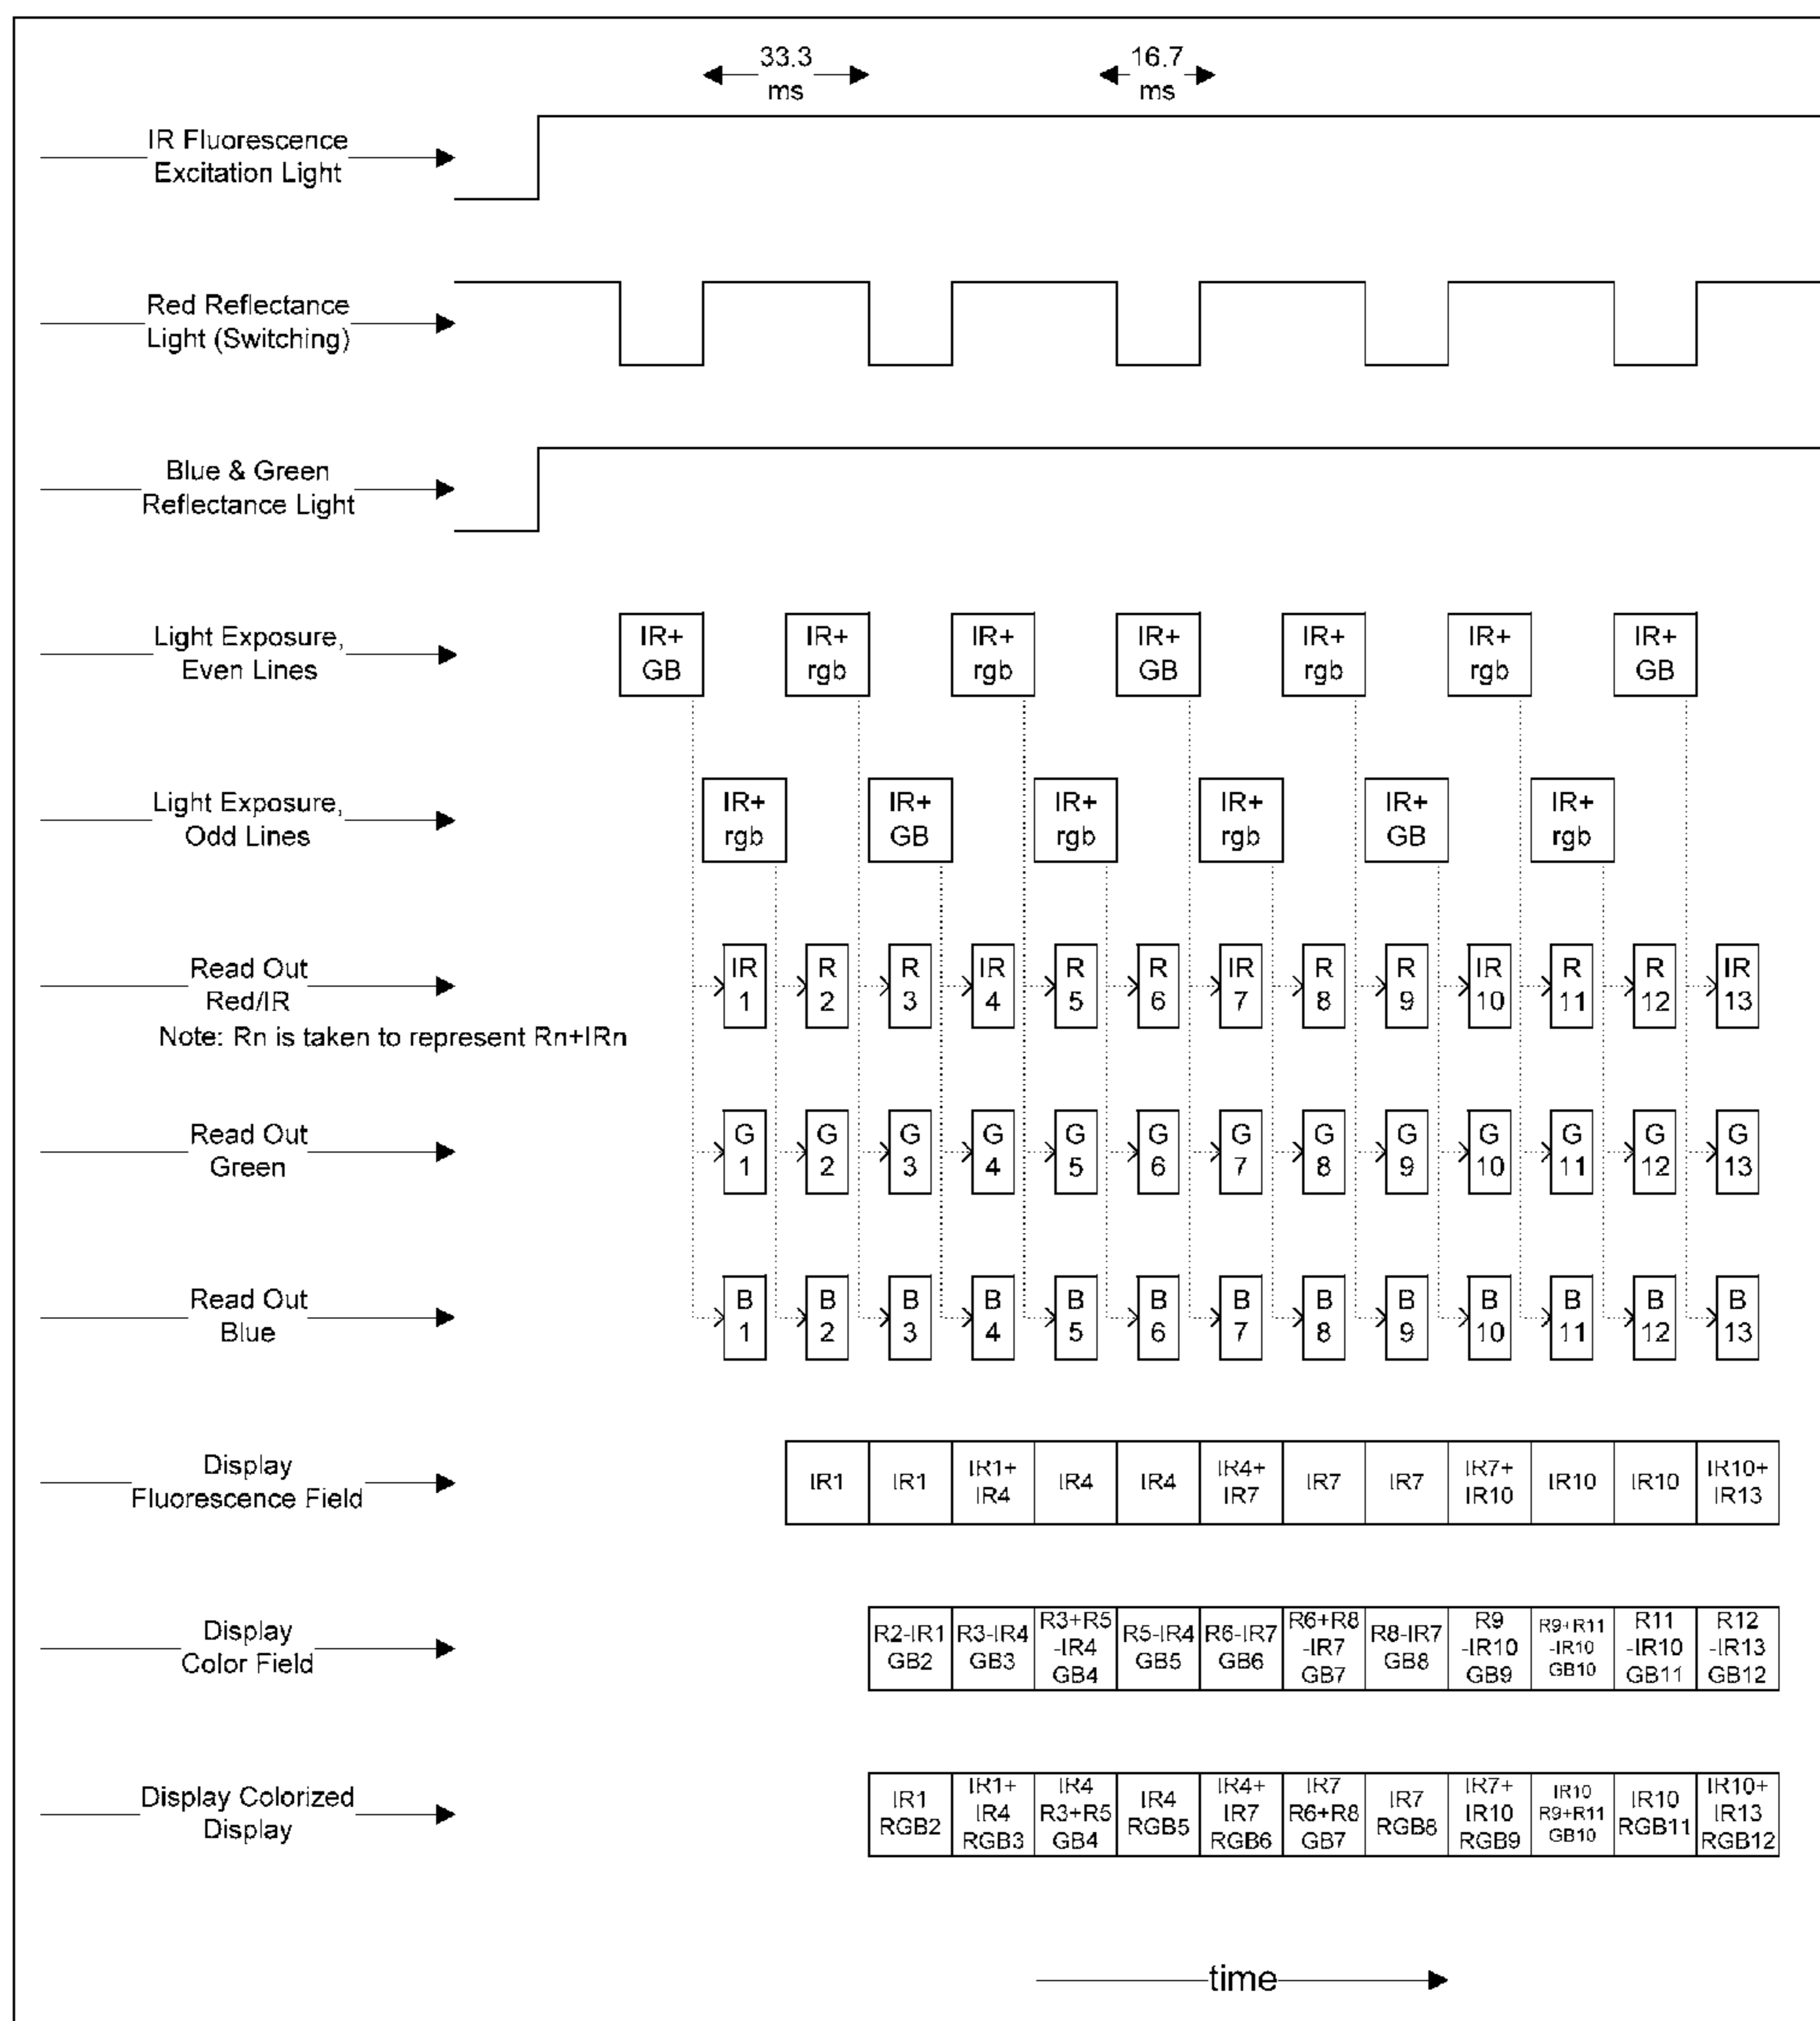 33.3
ms
16.7
ms
IR Fluorescence
Excitation Light
Red Reflectance
Light (Switching)
Blue & Green
Reflectance Light
Light Exposure,
Even Lines
IR+ IR+ IR+ IR+ IR+ IR+ IR+
GB rgb rgb GB rgb rgb GB
Light Exposure,
Odd Lines
IR+ IR+ IR+ IR+ IR+ IR+
rgb GB rgb rgb GB rgb
Read Out
Red/IR
IR R R IR R R IR R R IR R R IR
1 2 3 4 5 6 7 8 9 10 11 12 13
Note: Rn is taken to represent Rn+IRn
Read Out
Green
G G G G G G G G G G G G G
1 2 3 4 5 6 7 8 9 10 11 12 13
Read Out
Blue
B B B B B B B B B B B B B
1 2 3 4 5 6 7 8 9 10 11 12 13
Display
Fluorescence Field
IR1
IR1
IR1+
IR4
IR4
IR4
IR4+
IR7
IR7
IR7
IR7+
IR10
IR10
IR10
IR10+
IR13
Display
Color Field
R2-IR1
GB2
R3-IR4
GB3
R3+R5
-IR4
GB4
R5-IR4
GB5
R6-IR7
GB6
R6+R8
-IR7
GB7
R8-IR7
GB8
R9
-IR10
GB9
R9+R11
-IR10
GB10
R11
-IR10
GB11
R12
-IR13
GB12
Display Colorized
Display
IR1
RGB2
IR1+
IR4
RGB3
IR4
R3+R5
GB4
IR4
RGB5
IR4+
IR7
RGB6
IR7
R6+R8
GB7
IR7
RGB8
IR7+
IR10
RGB9
IR10
R9+R11
GB10
IR10
RGB11
IR10+
IR13
RGB12
time